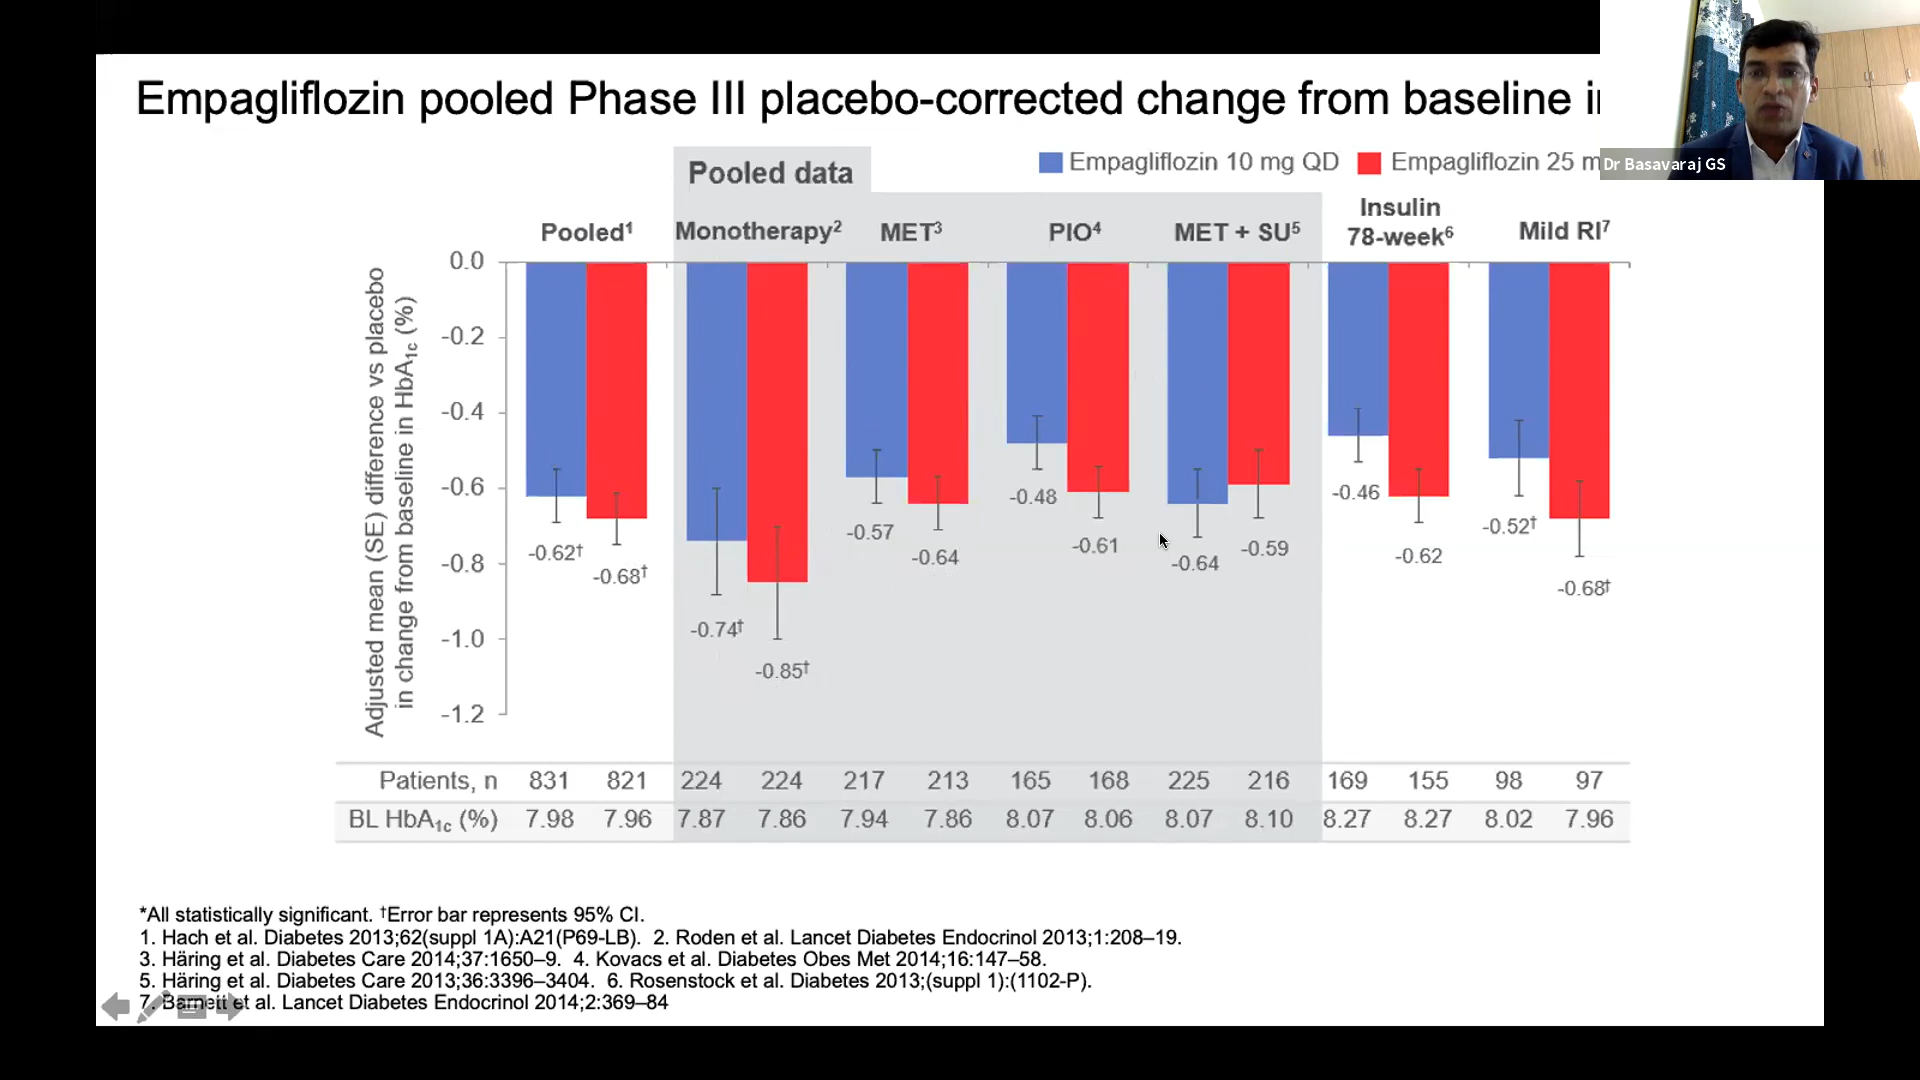 Empagliflozin pooled Phase III placebo-corrected change from baseline
Pooled data
Empagliflozin 10 mg QD Empagliflozin 25
Dr Basavaraj GS
Pooled¹ Monotherapy² MET³ PIO⁴ MET + SU⁵ Insulin 78-week⁶ Mild RI⁷
Adjusted mean (SE) difference vs placebo
in change from baseline in HbA1c (%)
0.0
-0.2
-0.4
-0.6
-0.8
-1.0
-1.2
-0.62† -0.68† -0.74† -0.85† -0.57 -0.64 -0.48 -0.61 -0.64 -0.59 -0.46 -0.62 -0.52† -0.68†
Patients, n 831 821 224 224 217 213 165 168 225 216 169 155 98 97
BL HbA1c (%) 7.98 7.96 7.87 7.86 7.94 7.86 8.07 8.06 8.07 8.10 8.27 8.27 8.02 7.96
*All statistically significant. †Error bar represents 95% CI.
1. Hach et al. Diabetes 2013;62(suppl 1A):A21(P69-LB). 2. Roden et al. Lancet Diabetes Endocrinol 2013;1:208–19.
3. Häring et al. Diabetes Care 2014;37:1650–9. 4. Kovacs et al. Diabetes Obes Met 2014;16:147–58.
5. Häring et al. Diabetes Care 2013;36:3396–3404. 6. Rosenstock et al. Diabetes 2013;(suppl 1):(1102-P).
7. Barnett et al. Lancet Diabetes Endocrinol 2014;2:369–84